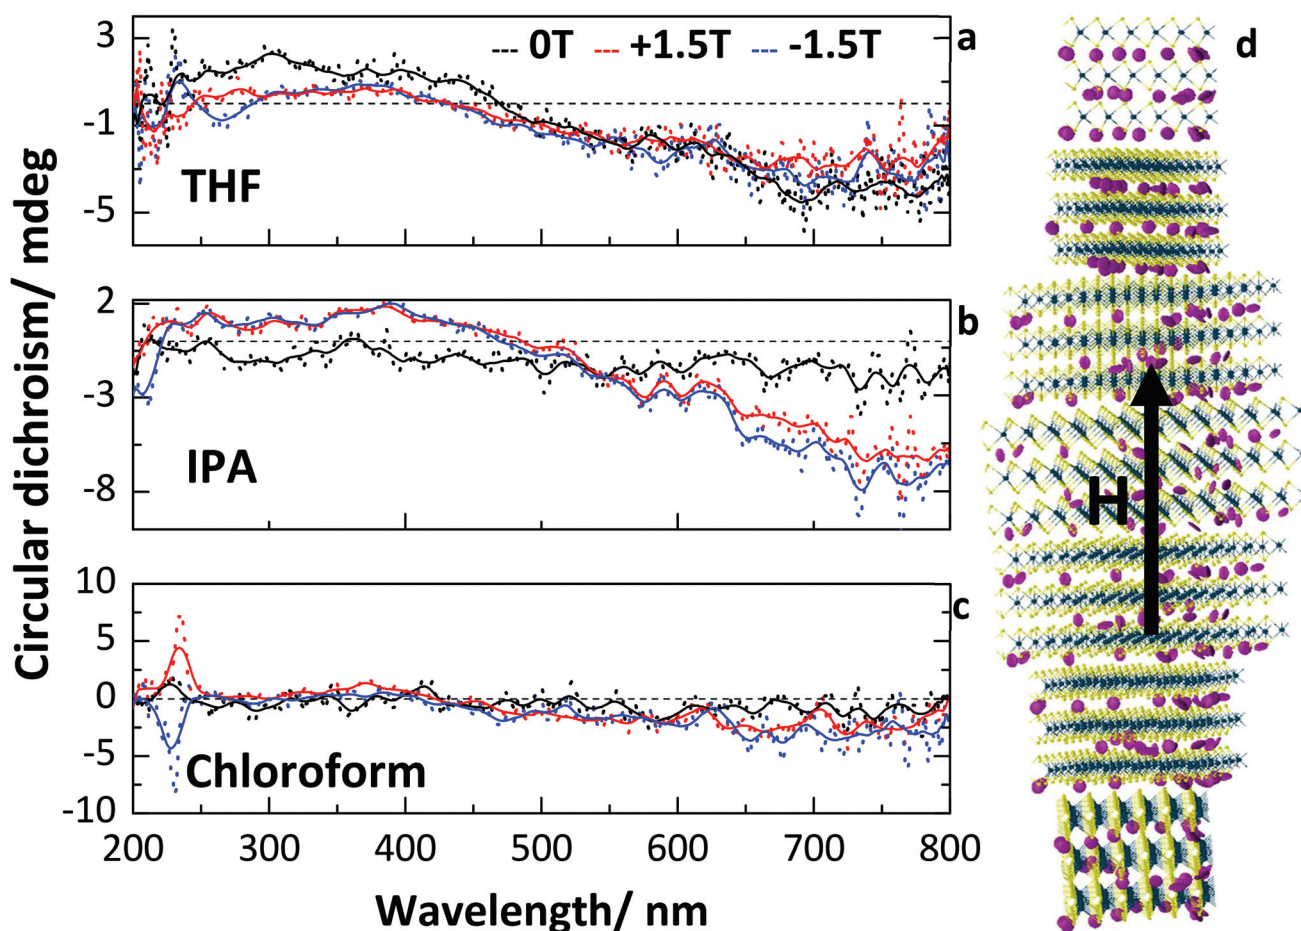 3
-1
-5
0T +1.5T -1.5T
a
THF
2
-3
-8
b
IPA
10
5
0
-5
-10
c
Chloroform
200 300 400 500 600 700 800
Wavelength/ nm
Circular dichroism/ mdeg
d
H